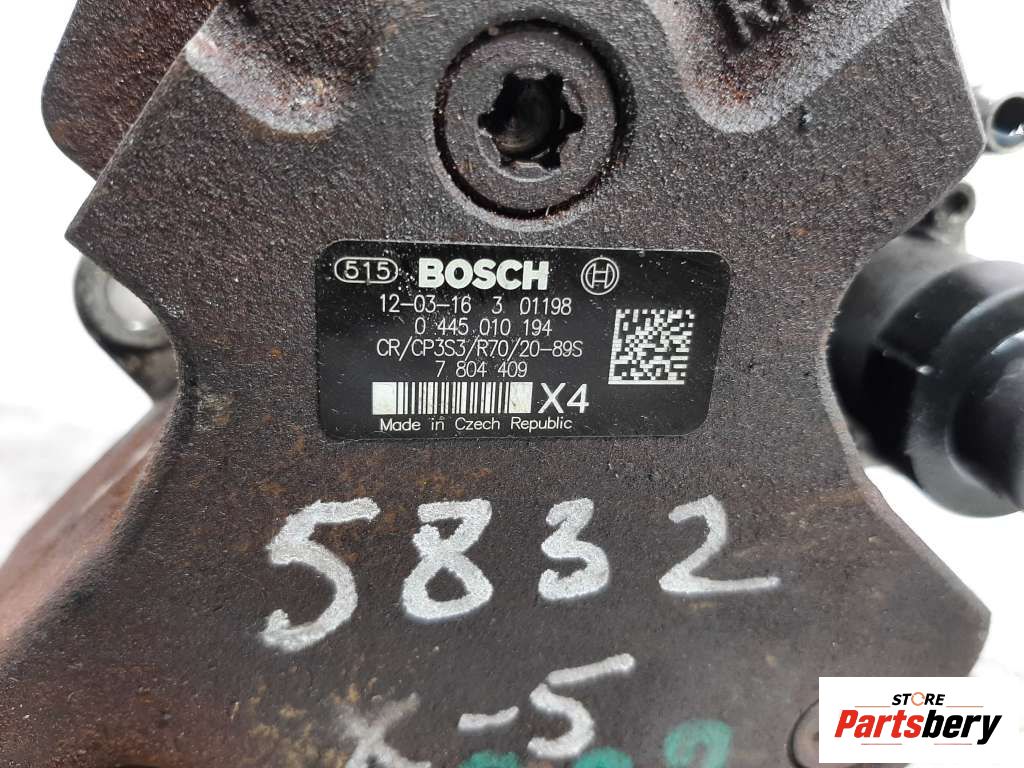 515 BOSCH
12-03-16 3 01198
0 445 010 194
CR/CP3S3/R70/20-89S
7 804 409
X4
Made in Czech Republic
5832
X-5
STORE
Partsbery